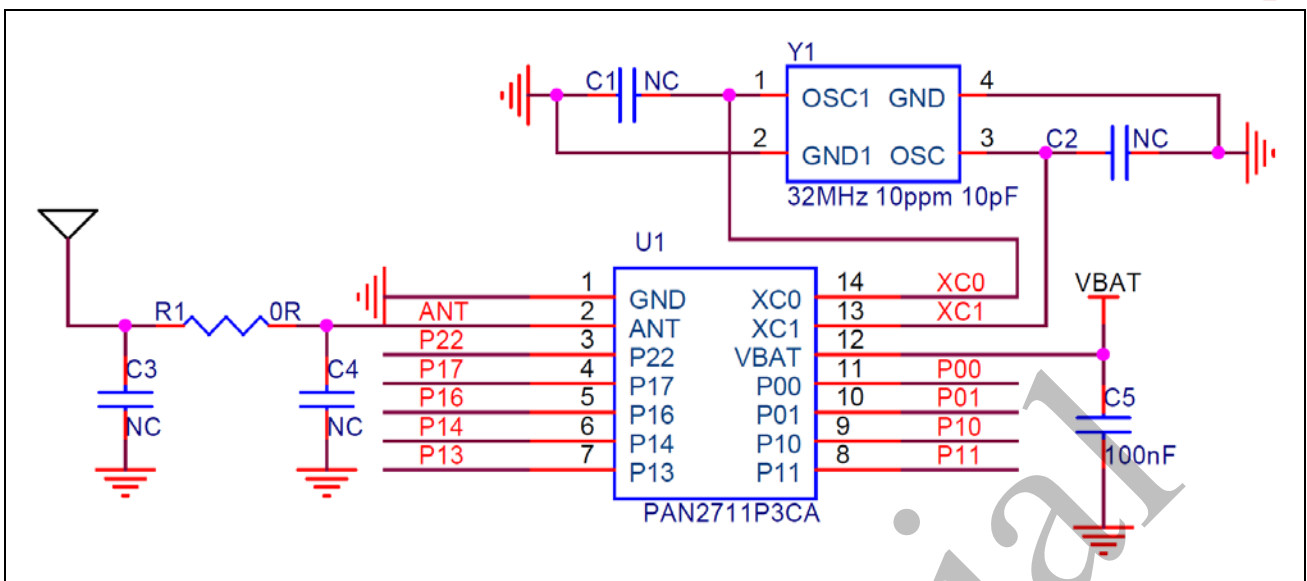 Y1
C1 NC 1 OSC1 GND 4
2 GND1 OSC 3 C2 NC
32MHz 10ppm 10pF
U1
1 GND XC0 14 XC0
R1 0R ANT 2 ANT XC1 13 XC1 VBAT
P22 3 P22 VBAT 12
C3 C4 P17 4 P17 P00 11 P00
P16 5 P16 P01 10 P01 C5
NC NC P14 6 P14 P10 9 P10
P13 7 P13 P11 8 P11 100nF
PAN2711P3CA
ial